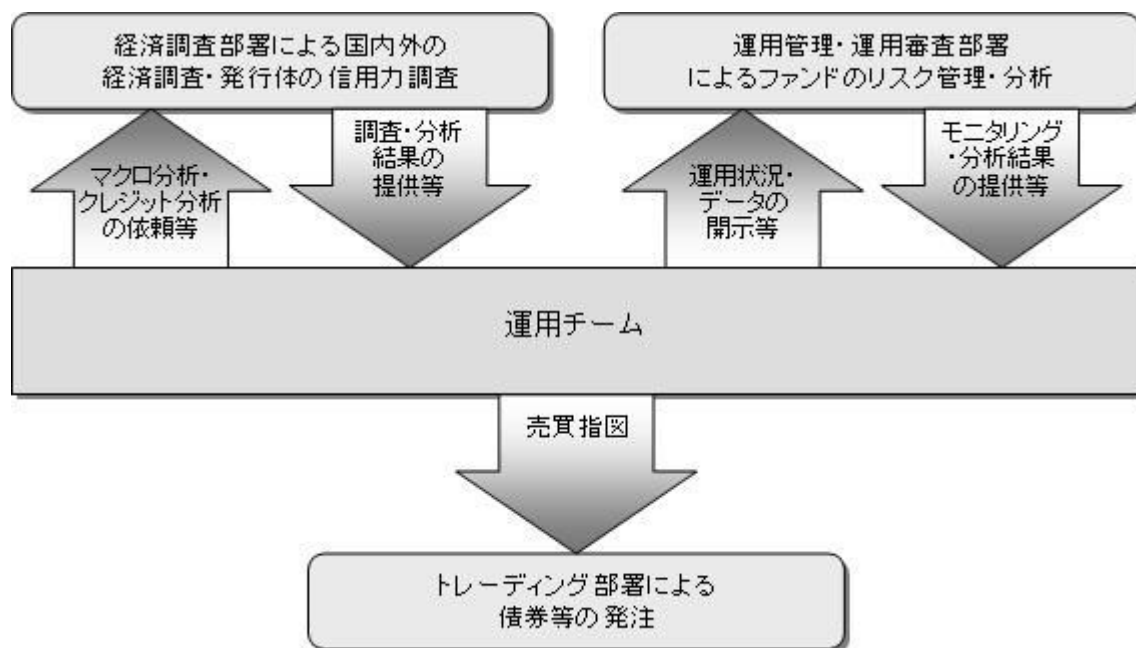 経済調査部署による国内外の
経済調査・発行体の信用力調査
運用管理・運用審査部署
によるファンドのリスク管理・分析
マクロ分析・
クレジット分析
の依頼等
調査・分析
結果の
提供等
運用状況・
データの
開示等
モニタリング
・分析結果
の提供等
運用チーム
売買指図
トレーディング部署による
債券等の発注